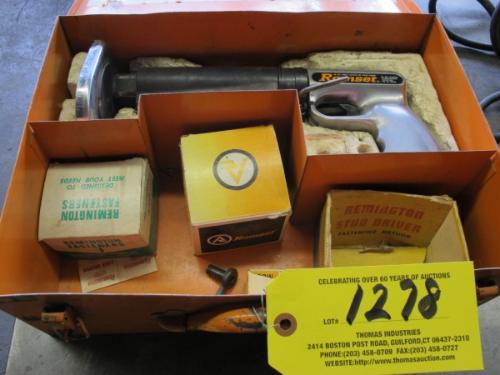 Ramset
REMINGTON
FASTENERS
DESIGNED TO
MEET YOUR NEEDS
Ramset
REMINGTON
STUD DRIVER
FASTENING METHOD
CELEBRATING OVER 60 YEARS OF AUCTIONS
LOT# 1278
THOMAS INDUSTRIES
2414 BOSTON POST ROAD, GUILFORD,CT 06437-2310
PHONE:(203) 458-0709 FAX:(203) 458-0727
WEBSITE:http://www.thomasauction.com